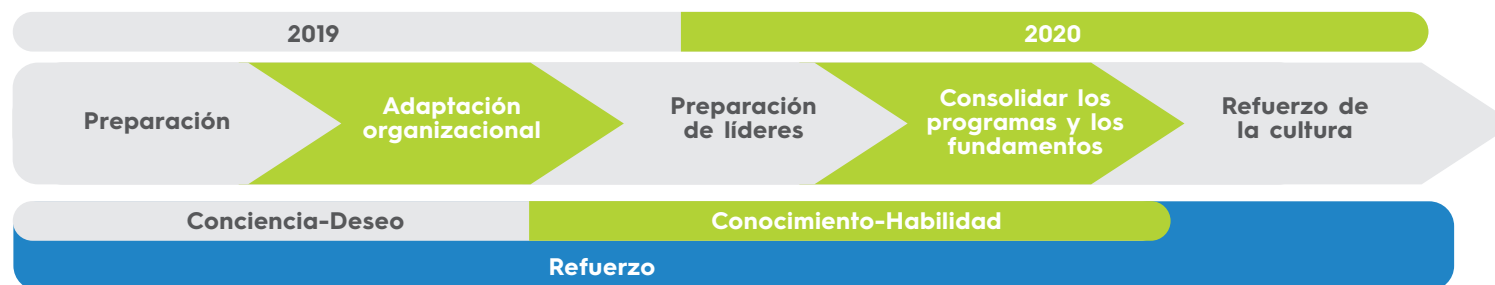 2019
2020
Preparación
Adaptación
organizacional
Preparación
de líderes
Consolidar los
programas y los
fundamentos
Refuerzo de
la cultura
Conciencia-Deseo
Conocimiento-Habilidad
Refuerzo